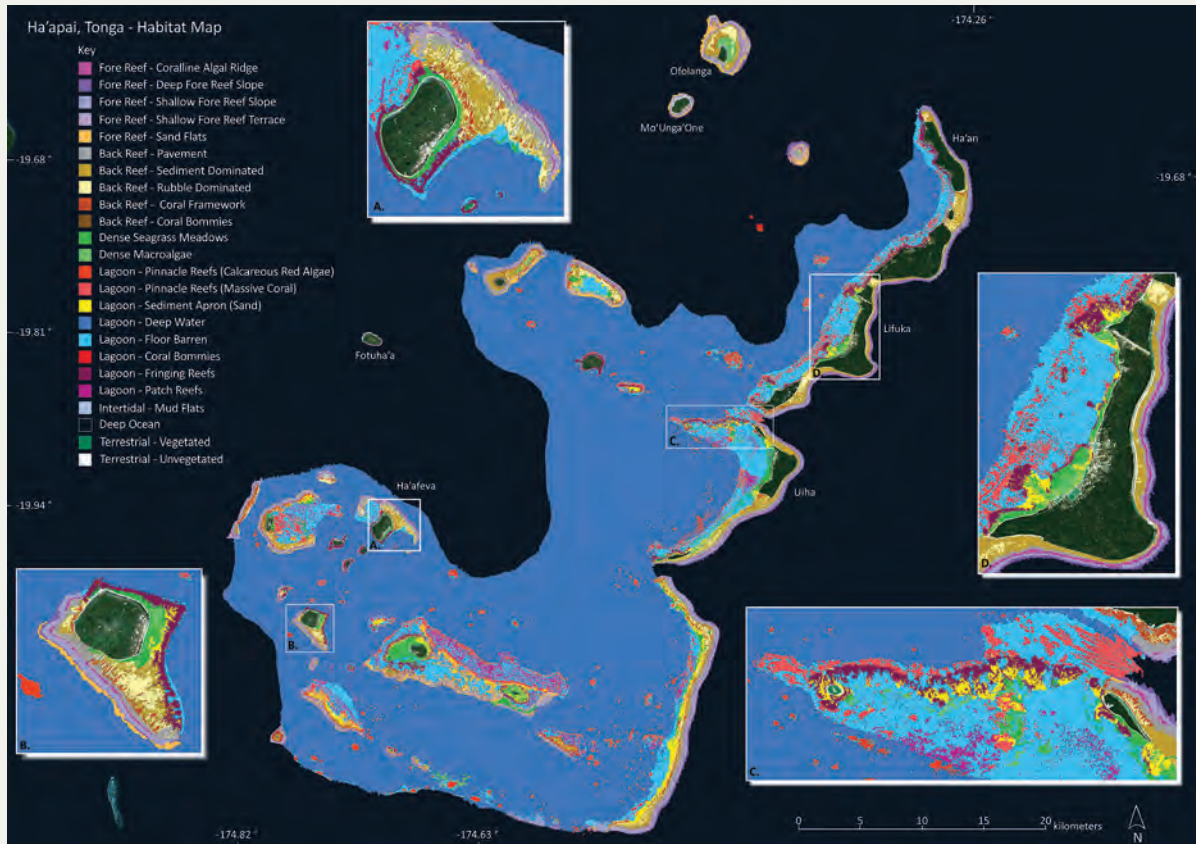 Ha'apai, Tonga - Habitat Map
Key
Fore Reef - Coralline Algal Ridge
Fore Reef - Deep Fore Reef Slope
Fore Reef - Shallow Fore Reef Slope
Fore Reef - Shallow Fore Reef Terrace
Fore Reef - Sand Flats
Back Reef - Pavement
Back Reef - Sediment Dominated
Back Reef - Rubble Dominated
Back Reef - Coral Framework
Back Reef - Coral Bommies
Dense Seagrass Meadows
Dense Macroalgae
Lagoon - Pinnacle Reefs (Calcareous Red Algae)
Lagoon - Pinnacle Reefs (Massive Coral)
Lagoon - Sediment Apron (Sand)
Lagoon - Deep Water
Lagoon - Floor Barren
Lagoon - Coral Bommies
Lagoon - Fringing Reefs
Lagoon - Patch Reefs
Intertidal - Mud Flats
Deep Ocean
Terrestrial - Vegetated
Terrestrial - Unvegetated
-174.26 °
Ofolanga
Mo'Unga'One
Ha'an
-19.68 °
-19.68 °
A.
-19.81 °
Fotuha'a
Lifuka
D.
D.
C.
Uiha
Ha'afeva
-19.94 °
A.
B.
B.
C.
-174.82 °
-174.63 °
0 5 10 15 20
kilometers
N